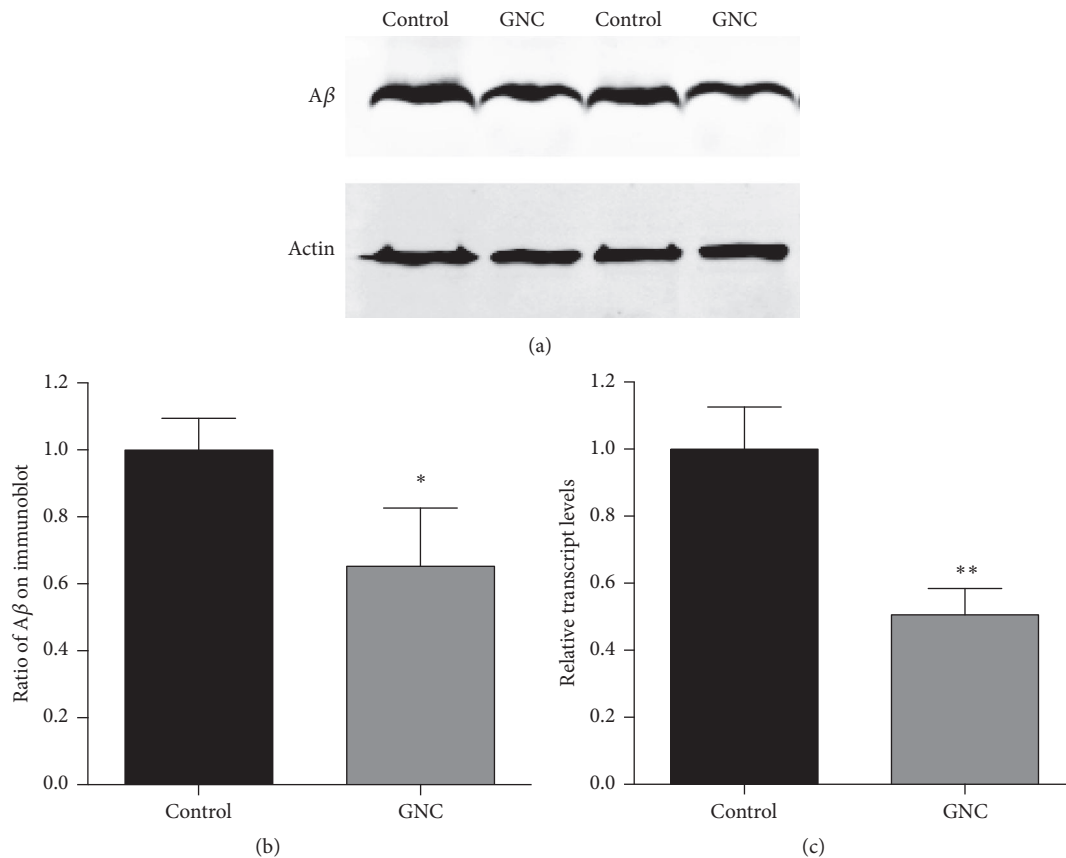 Control GNC Control GNC
Aβ
Actin
(a)
1.2
1.0
0.8
0.6
0.4
0.2
0.0
Ratio of Aβ on immunoblot
*
Control GNC
(b)
1.2
1.0
0.8
0.6
0.4
0.2
0.0
Relative transcript levels
**
Control GNC
(c)